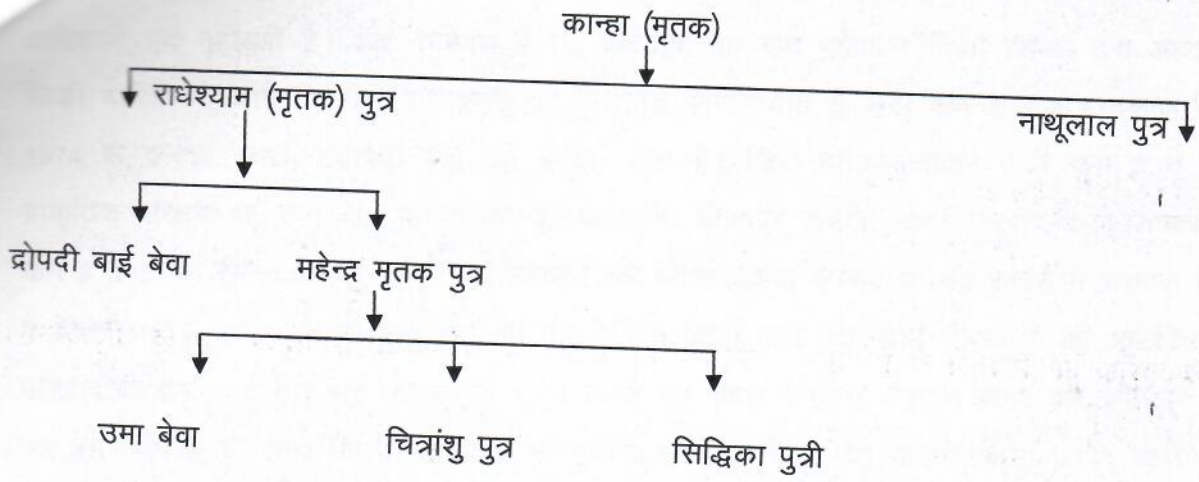 कान्हा (मृतक)
राधेश्याम (मृतक) पुत्र
नाथूलाल पुत्र
द्रोपदी बाई बेवा
महेन्द्र मृतक पुत्र
उमा बेवा
चित्रांशु पुत्र
सिद्धिका पुत्री